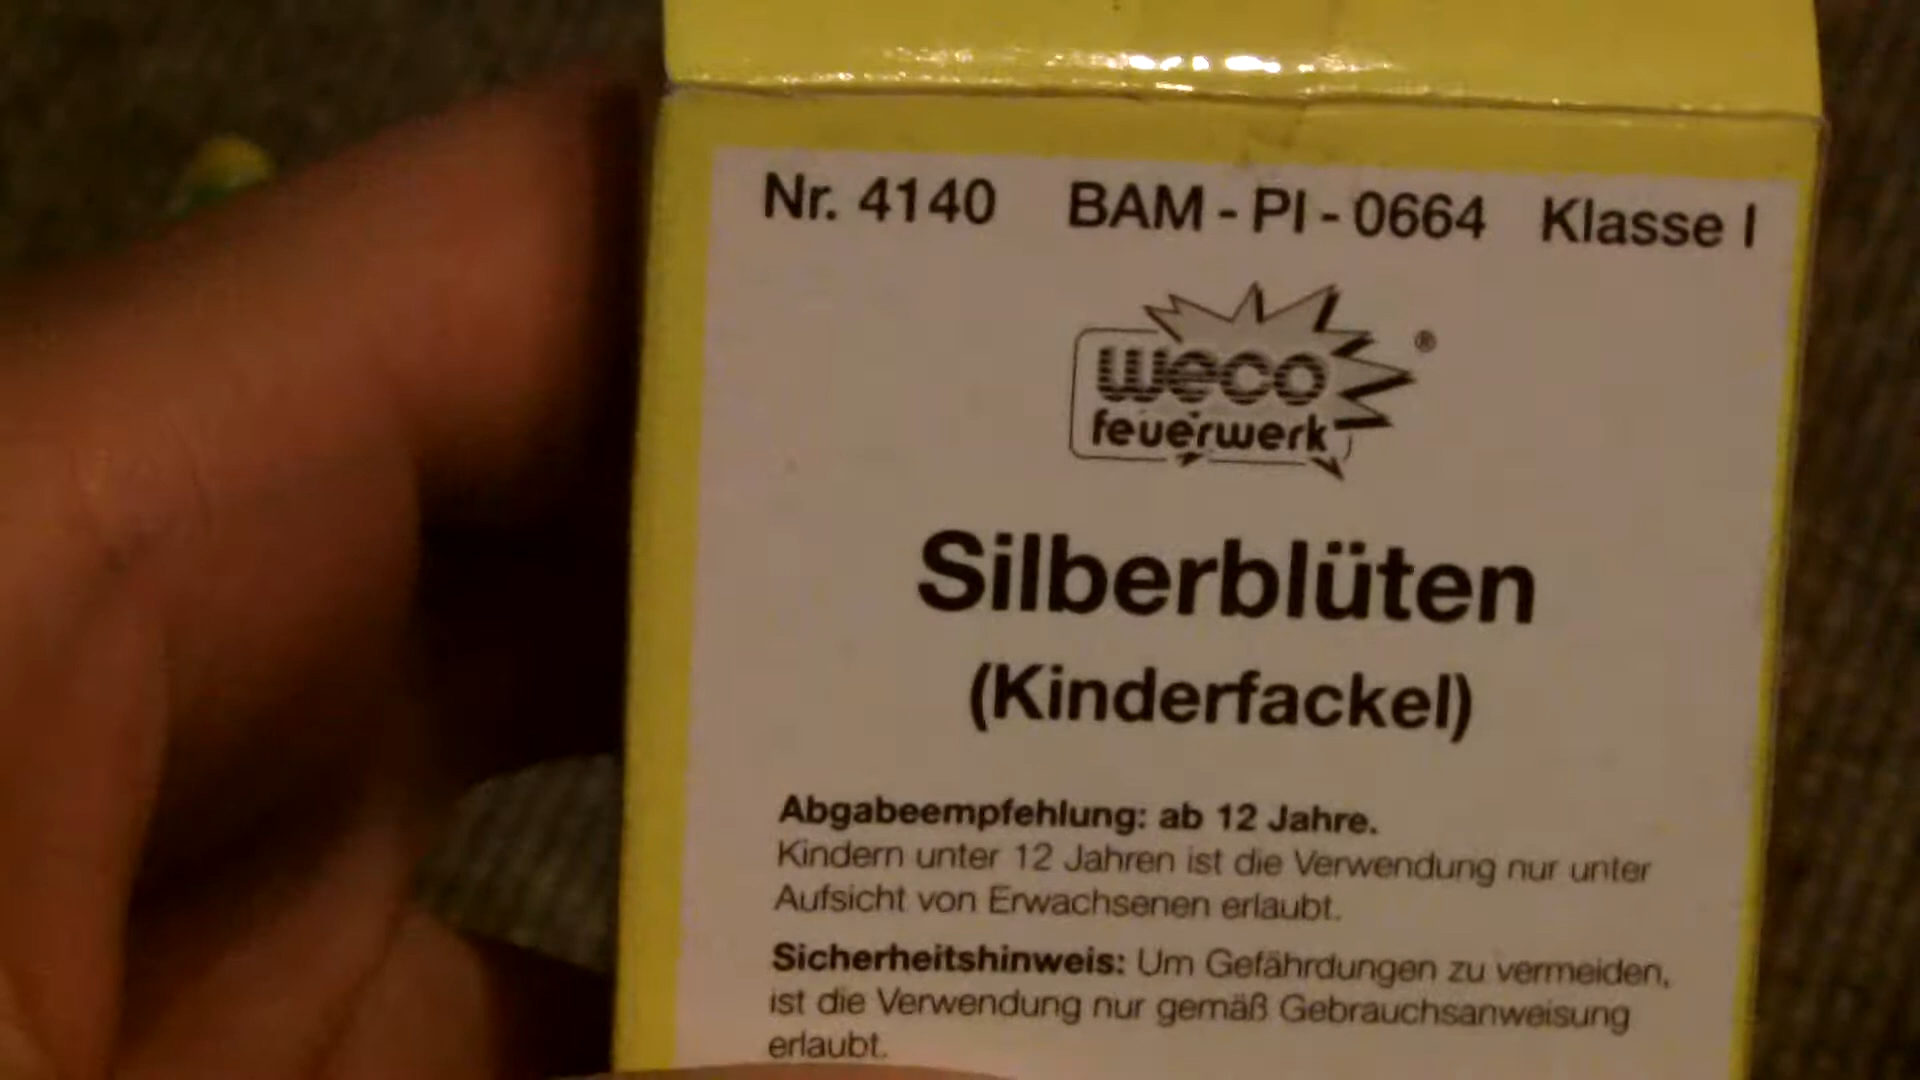 Nr. 4140 BAM - PI - 0664 Klasse I
weco ®
feuerwerk
Silberblüten
(Kinderfackel)
Abgabeempfehlung: ab 12 Jahre.
Kindern unter 12 Jahren ist die Verwendung nur unter
Aufsicht von Erwachsenen erlaubt.
Sicherheitshinweis: Um Gefährdungen zu vermeiden,
ist die Verwendung nur gemäß Gebrauchsanweisung
erlaubt.